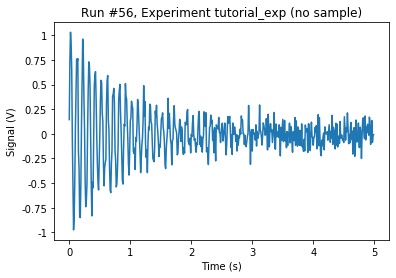 Run #56, Experiment tutorial_exp (no sample)
1
0.75
0.5
0.25
0
-0.25
-0.5
-0.75
-1
Signal (V)
0 1 2 3 4 5
Time (s)